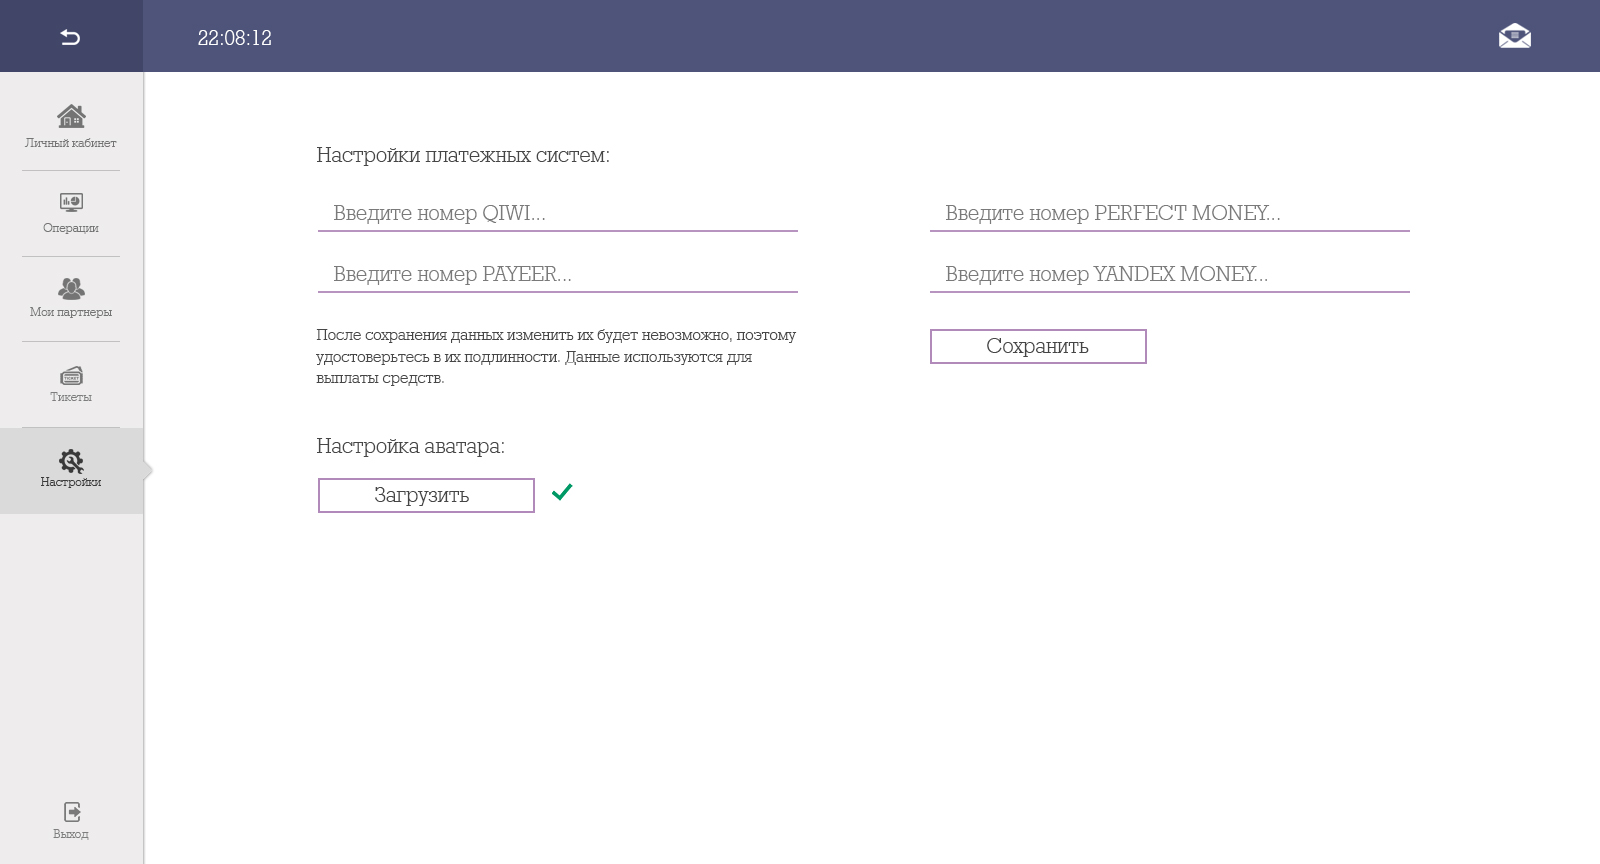 22:08:12
Личный кабинет
Операции
Мои партнеры
Тикеты
Настройки
Выход
Настройки платежных систем:
Введите номер QIWI...
Введите номер PERFECT MONEY...
Введите номер PAYEER...
Введите номер YANDEX MONEY...
После сохранения данных изменить их будет невозможно, поэтому
удостоверьтесь в их подлинности. Данные используются для
выплаты средств.
Сохранить
Настройка аватара:
Загрузить